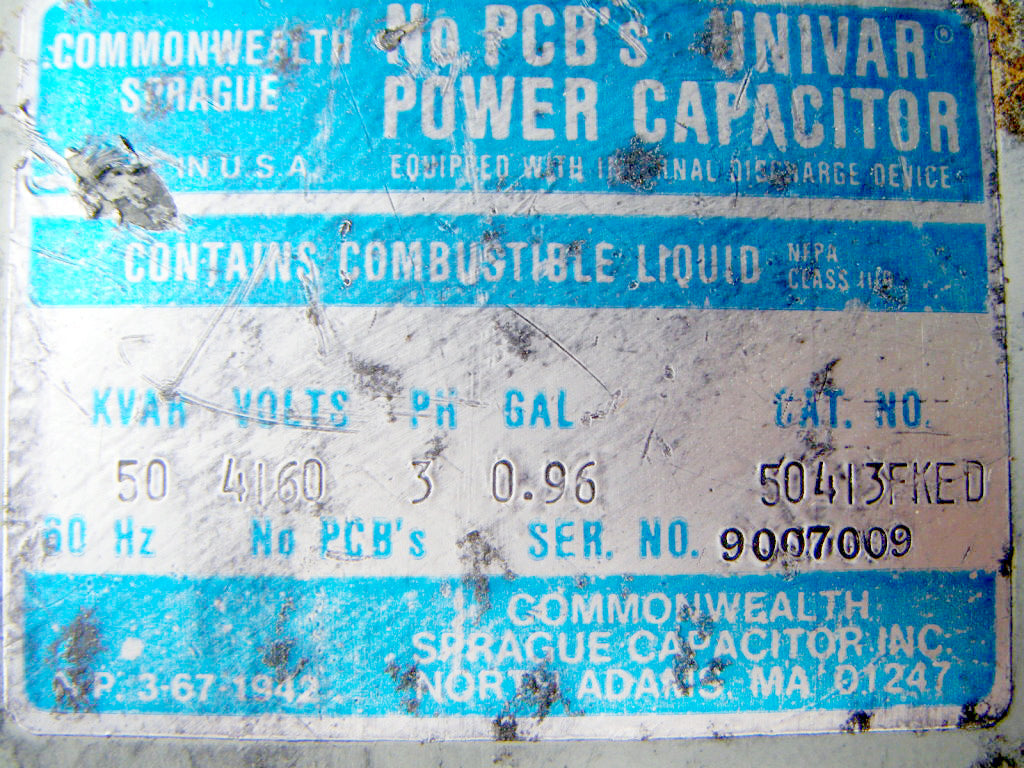 COMMONWEALTH
SPRAGUE
IN U.S.A.
No PCB's UNIVAR®
POWER CAPACITOR
EQUIPPED WITH INTERNAL DISCHARGE DEVICE
CONTAINS COMBUSTIBLE LIQUID
NFPA
CLASS
KVAR VOLTS PH GAL CAT. NO.
50 4160 3 0.96 50413FKED
60 Hz No PCB's SER. NO. 9007009
COMMONWEALTH
SPRAGUE CAPACITOR, INC.
NORTH ADAMS, MA 01247
P. 3-67-1942